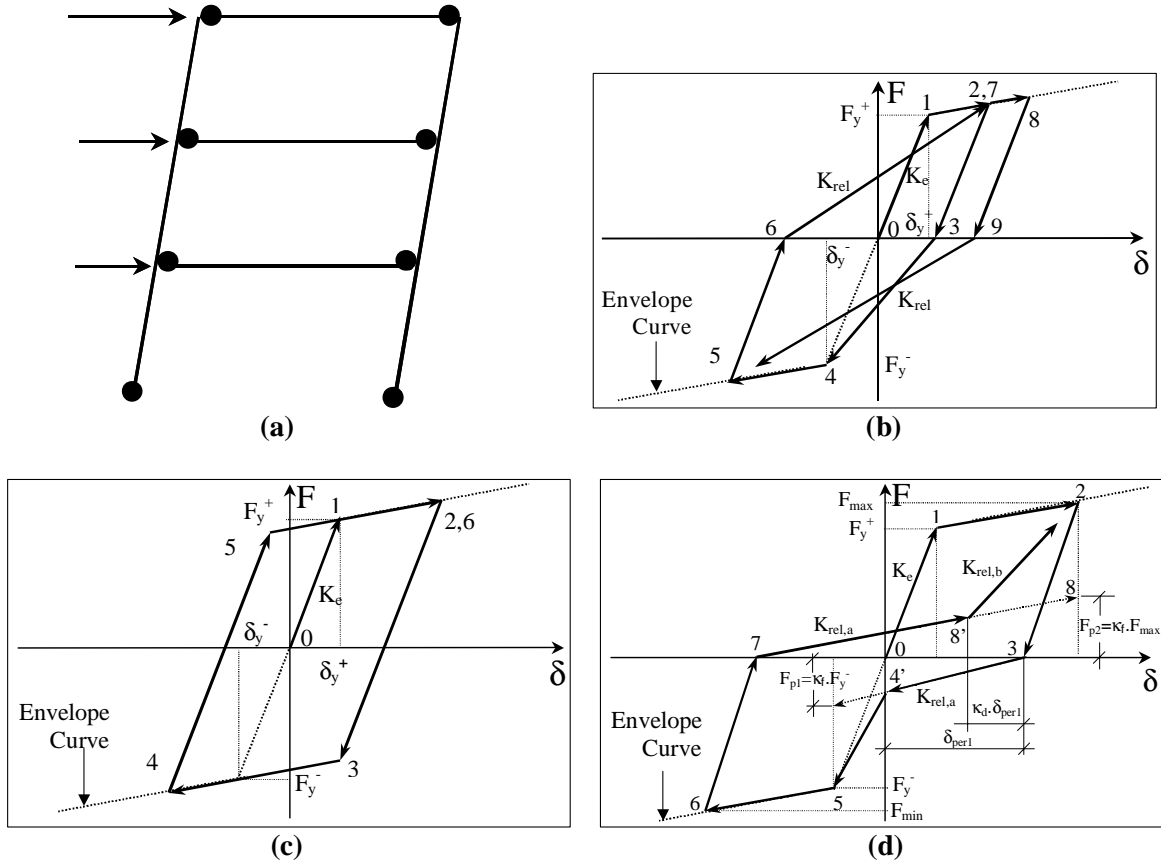 (a)
F
F_y^+
1
2,7
8
K_rel
K_e
6
0
δ_y^+
3
9
δ
δ_y^-
K_rel
Envelope
Curve
5
4
F_y^-
(b)
F
F_y^+
1
2,6
5
K_e
δ_y^-
0
δ_y^+
δ
Envelope
Curve
4
3
F_y^-
(c)
F
F_max
2
F_y^+
1
K_e
K_rel,b
8
K_rel,a
8'
F_p2=κ_f.F_max
7
0
3
δ
F_p1=κ_f.F_y^-
4'
K_rel,a
κ_d.δ_per1
δ_per1
Envelope
Curve
6
5
F_y^-
F_min
(d)